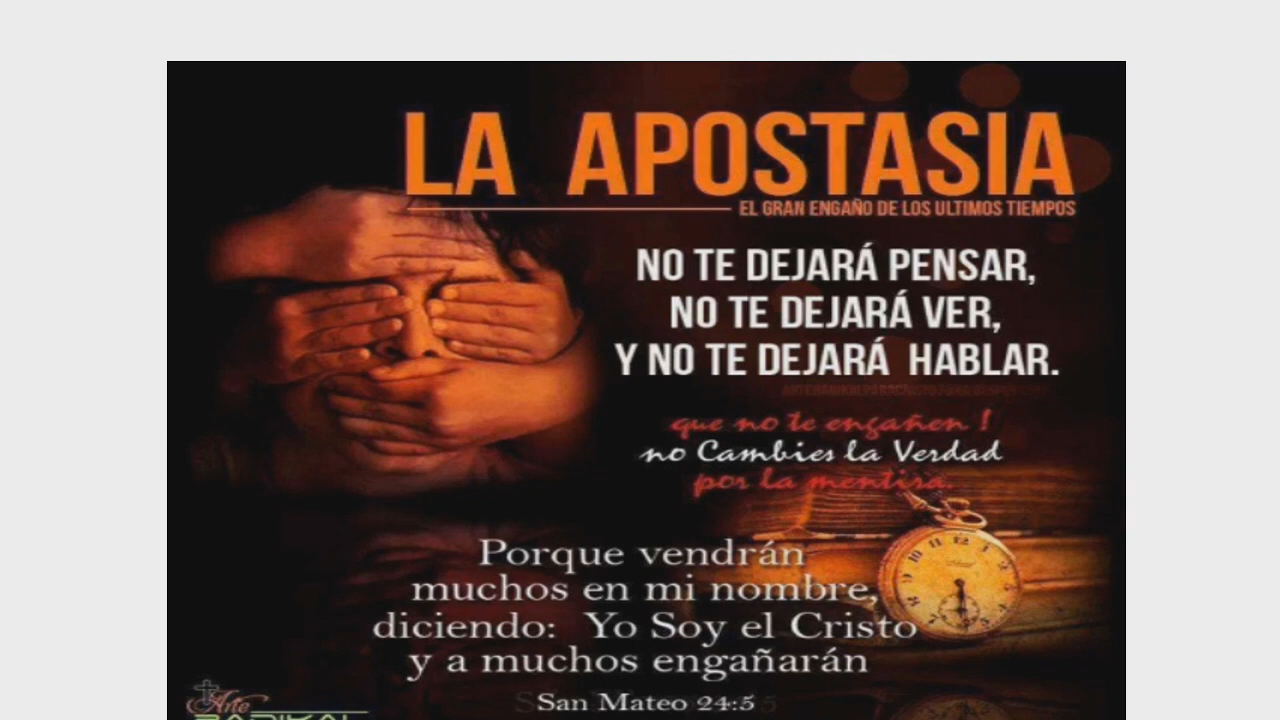 LA APOSTASIA
EL GRAN ENGAÑO DE LOS ULTIMOS TIEMPOS
NO TE DEJARÁ PENSAR,
NO TE DEJARÁ VER,
Y NO TE DEJARÁ HABLAR.
que no te engañen !
no Cambies la Verdad
por la mentira.
Porque vendrán
muchos en mi nombre,
diciendo: Yo Soy el Cristo
y a muchos engañarán
San Mateo 24:5
Arte
RADIKAL